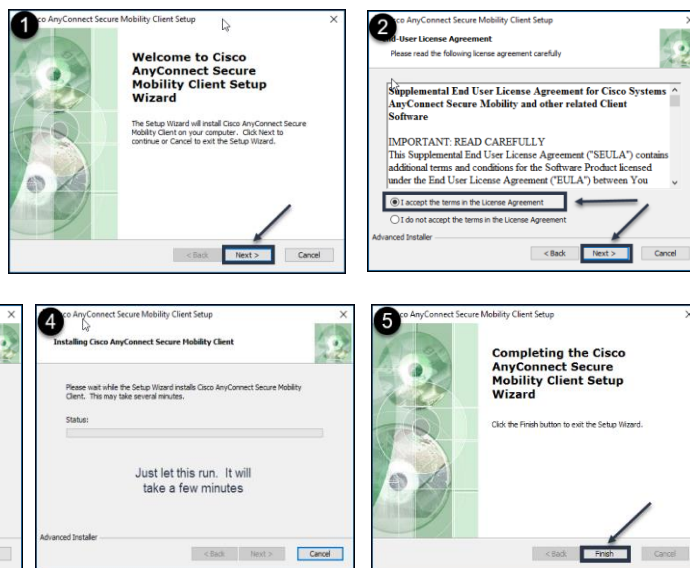 1
co AnyConnect Secure Mobility Client Setup
Welcome to Cisco
AnyConnect Secure
Mobility Client Setup
Wizard
The Setup Wizard will install Cisco AnyConnect Secure
Mobility Client on your computer. Click Next to
continue or Cancel to exit the Setup Wizard.
< Back
Next >
Cancel
2
co AnyConnect Secure Mobility Client Setup
d-User License Agreement
Please read the following license agreement carefully
Supplemental End User License Agreement for Cisco Systems
AnyConnect Secure Mobility and other related Client
Software
IMPORTANT: READ CAREFULLY
This Supplemental End User License Agreement ("SEULA") contains
additional terms and conditions for the Software Product licensed
under the End User License Agreement ("EULA") between You
I accept the terms in the License Agreement
I do not accept the terms in the License Agreement
Advanced Installer
< Back
Next >
Cancel
4
co AnyConnect Secure Mobility Client Setup
Installing Cisco AnyConnect Secure Mobility Client
Please wait while the Setup Wizard installs Cisco AnyConnect Secure Mobility
Client. This may take several minutes.
Status:
Just let this run. It will
take a few minutes
Advanced Installer
< Back
Next >
Cancel
5
co AnyConnect Secure Mobility Client Setup
Completing the Cisco
AnyConnect Secure
Mobility Client Setup
Wizard
Click the Finish button to exit the Setup Wizard.
< Back
Finish
Cancel